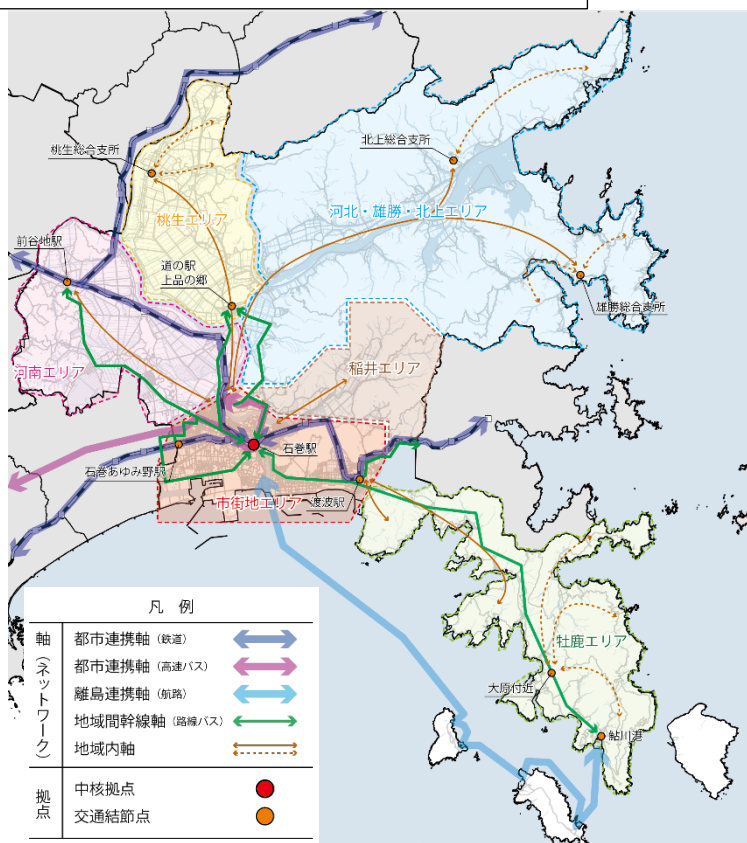 桃生総合支所
北上総合支所
桃生エリア
河北・雄勝・北上エリア
前谷地駅
道の駅
上品の郷
雄勝総合支所
河南エリア
稲井エリア
石巻駅
石巻あゆみ野駅
市街地エリア
渡波駅
牡鹿エリア
大原付近
鮎川港
凡 例
軸（ネットワーク）
都市連携軸（鉄道）
都市連携軸（高速バス）
離島連携軸（航路）
地域間幹線軸（路線バス）
地域内軸
拠点
中核拠点
交通結節点